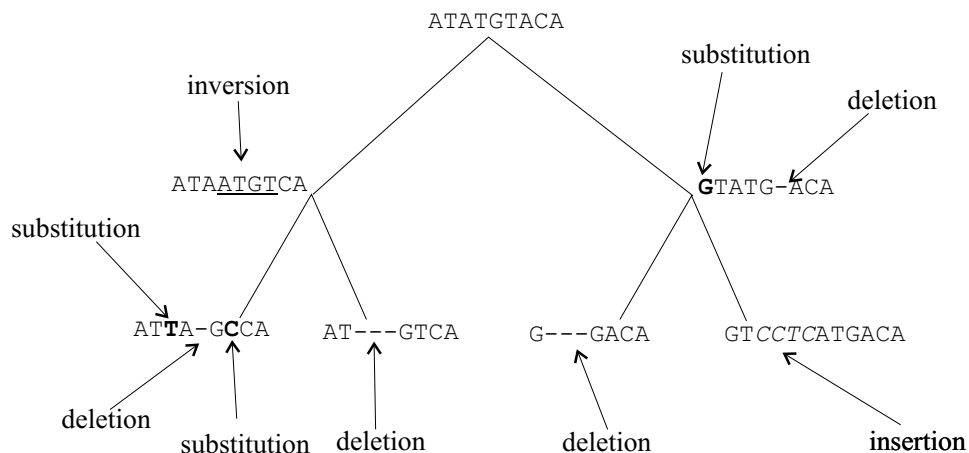 ATATGTACA
substitution
inversion
deletion
ATAATGTCA
GTATG-ACA
substitution
ATTA-GCCA
AT---GTCA
G---GACA
GTCCTCATGACA
deletion
substitution
deletion
deletion
insertion